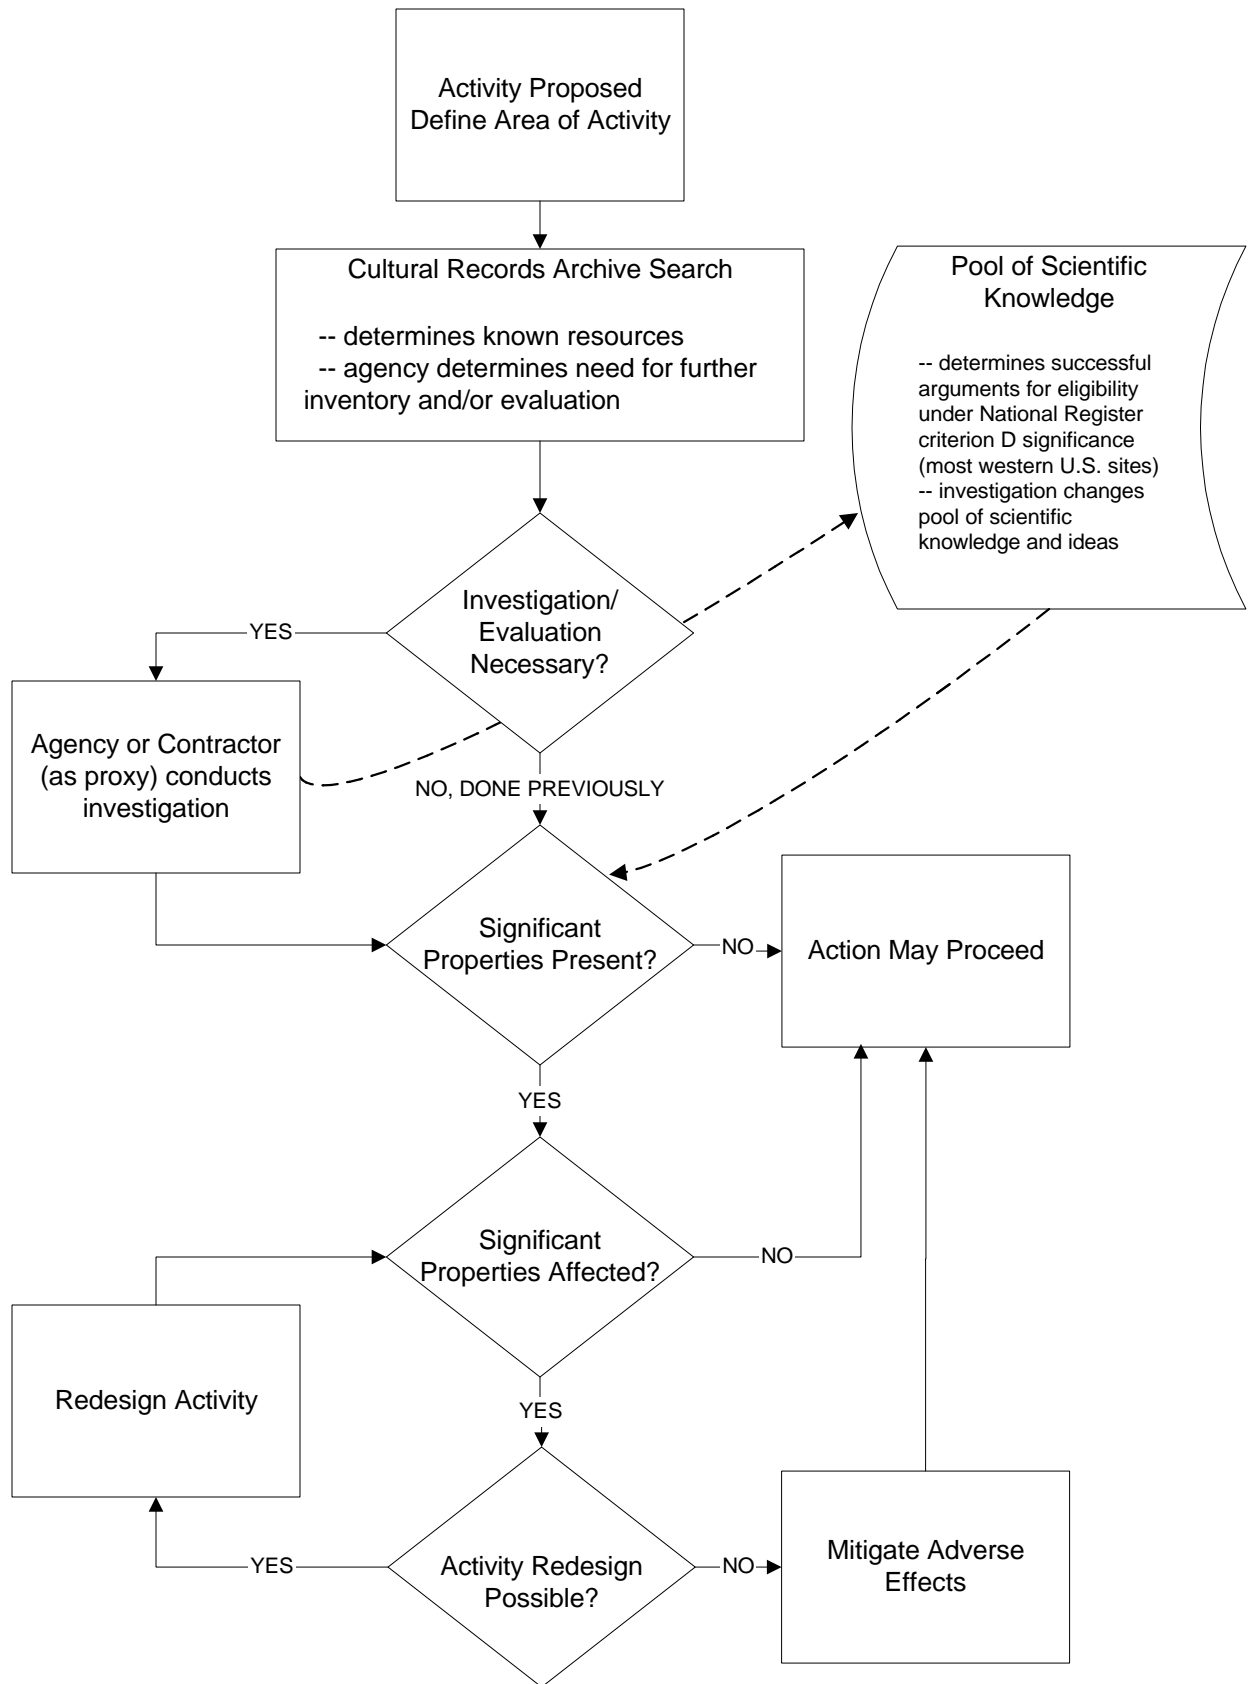 Activity Proposed
Define Area of Activity
Cultural Records Archive Search
-- determines known resources
-- agency determines need for further
inventory and/or evaluation
Pool of Scientific
Knowledge
-- determines successful
arguments for eligibility
under National Register
criterion D significance
(most western U.S. sites)
-- investigation changes
pool of scientific
knowledge and ideas
Investigation/
Evaluation
Necessary?
YES
Agency or Contractor
(as proxy) conducts
investigation
NO, DONE PREVIOUSLY
Significant
Properties Present?
NO
Action May Proceed
YES
Significant
Properties Affected?
NO
Redesign Activity
YES
Activity Redesign
Possible?
YES
NO
Mitigate Adverse
Effects